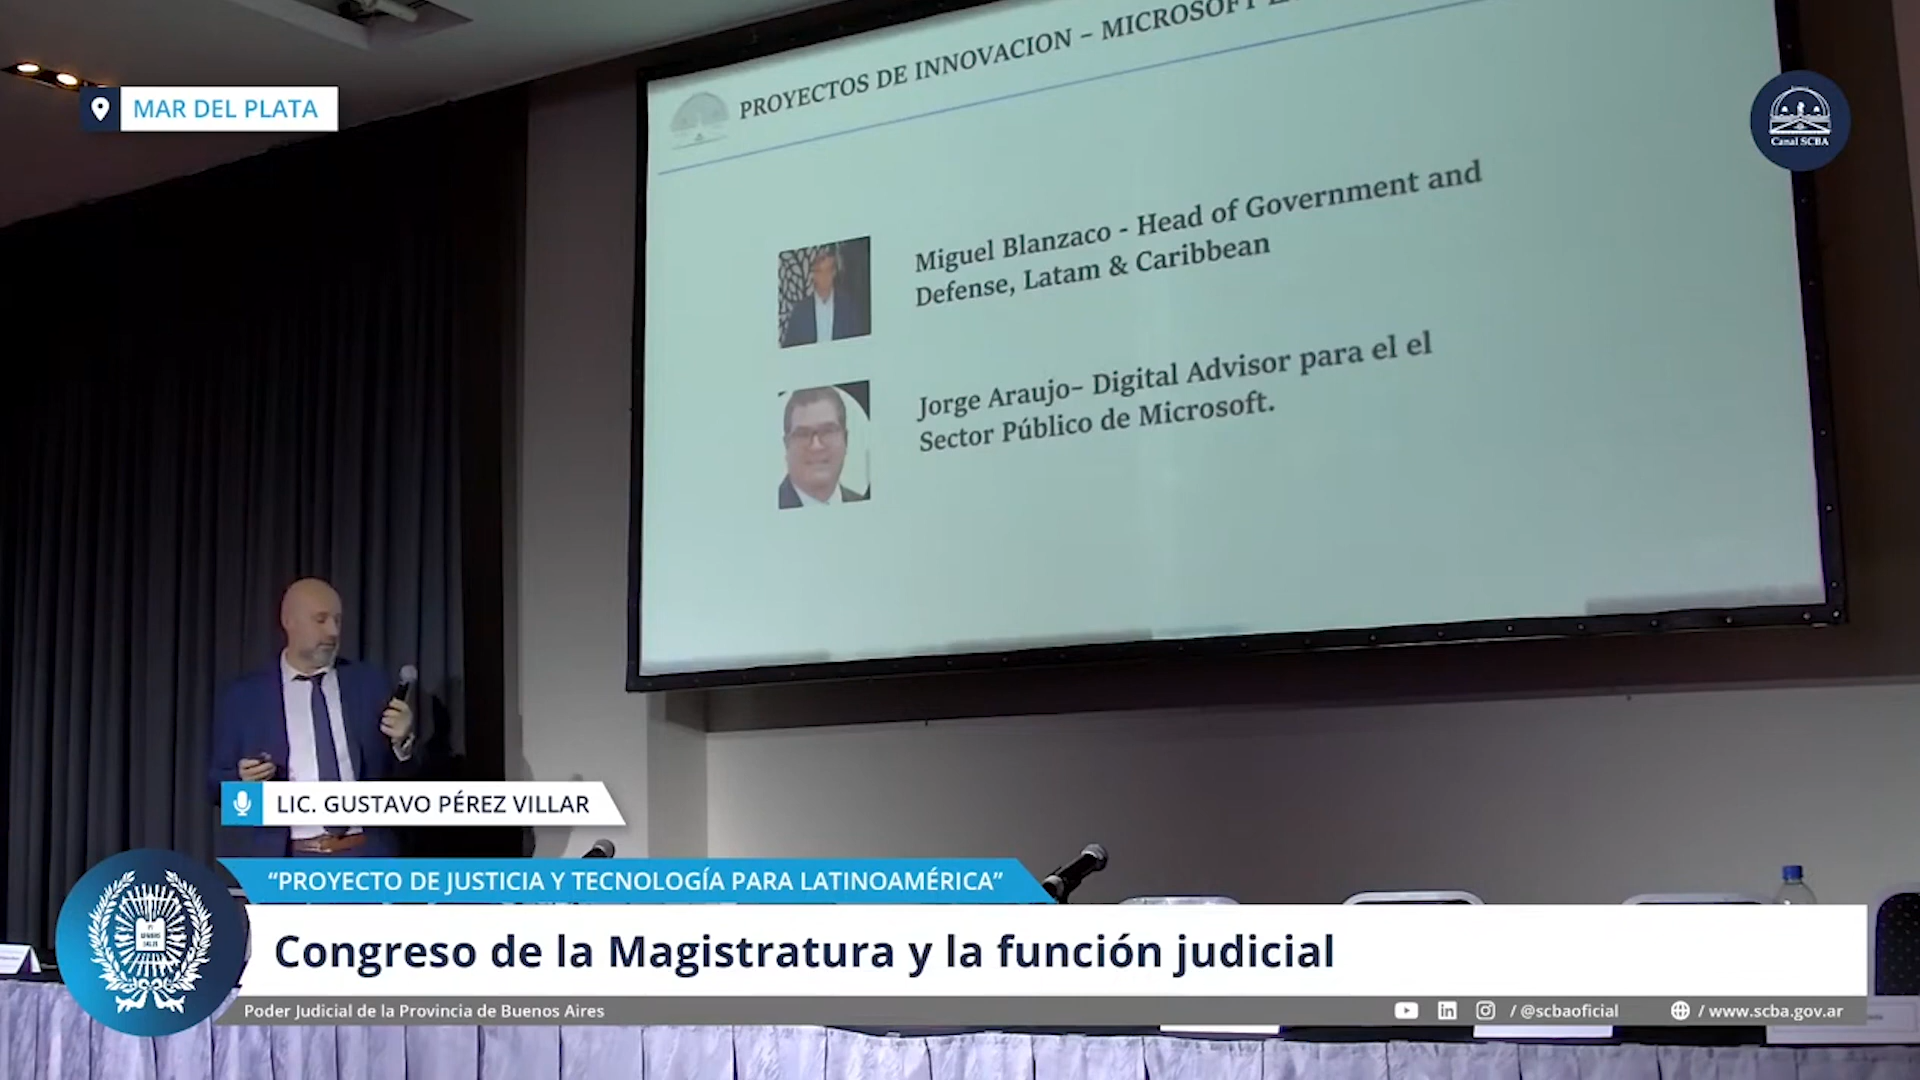 MAR DEL PLATA
PROYECTOS DE INNOVACION – MICROSOFT
Canal SCBA
Miguel Blanzaco - Head of Government and
Defense, Latam & Caribbean
Jorge Araujo– Digital Advisor para el el
Sector Público de Microsoft.
LIC. GUSTAVO PÉREZ VILLAR
“PROYECTO DE JUSTICIA Y TECNOLOGÍA PARA LATINOAMÉRICA”
Congreso de la Magistratura y la función judicial
Poder Judicial de la Provincia de Buenos Aires
/ @scbaoficial
/ www.scba.gov.ar